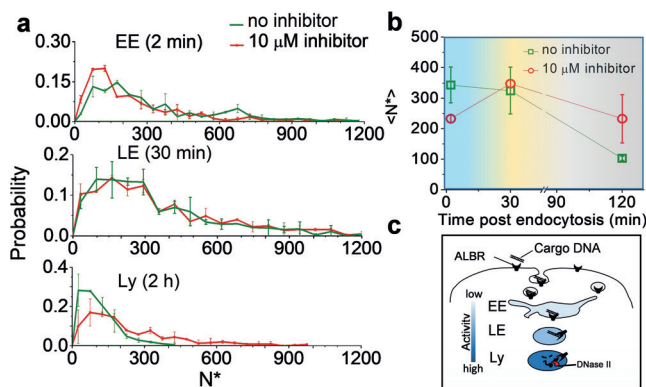 a
no inhibitor
10 μM inhibitor
EE (2 min)
0.30
0.15
0.00
0 300 600 900 1200
LE (30 min)
0.2
0.1
0.0
0 300 600 900 1200
Ly (2 h)
0.4
0.2
0.0
0 300 600 900 1200
Probability
N*
b
no inhibitor
10 μM inhibitor
500
400
300
200
100
0
<N*>
0 30 90 120
Time post endocytosis (min)
c
Cargo DNA
ALBR
EE
low
LE
Activity
Ly
high
DNase II